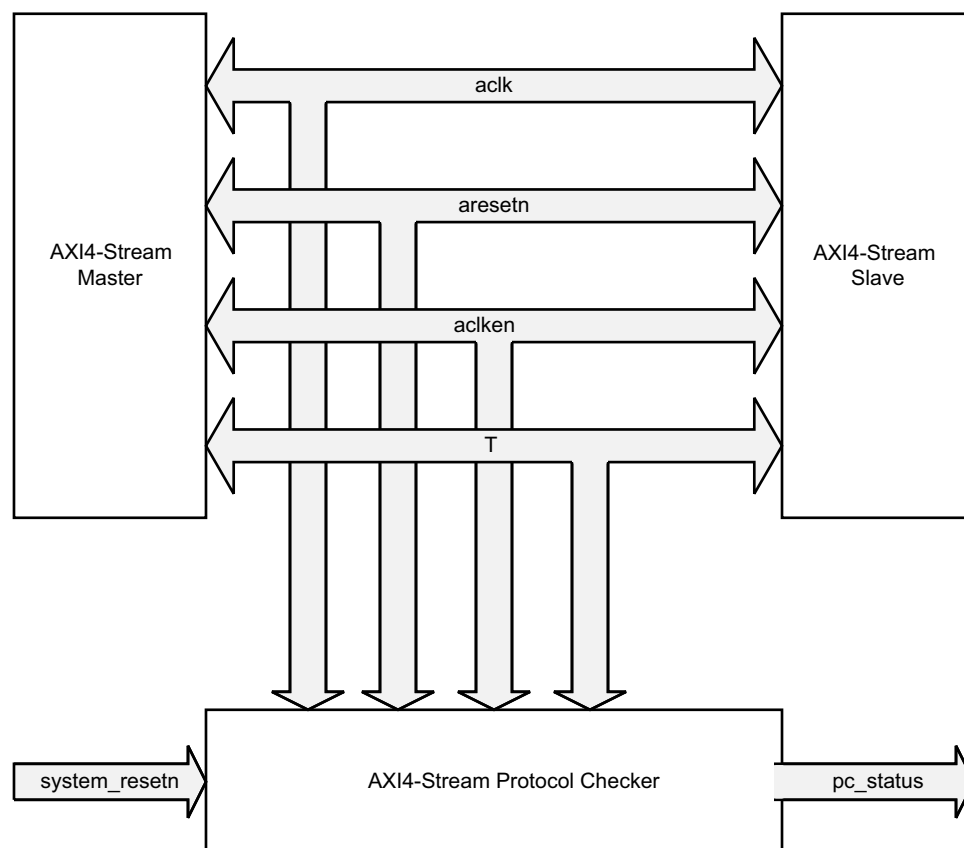 aclk
aresetn
AXI4-Stream
Master
AXI4-Stream
Slave
aclken
T
system_resetn
AXI4-Stream Protocol Checker
pc_status